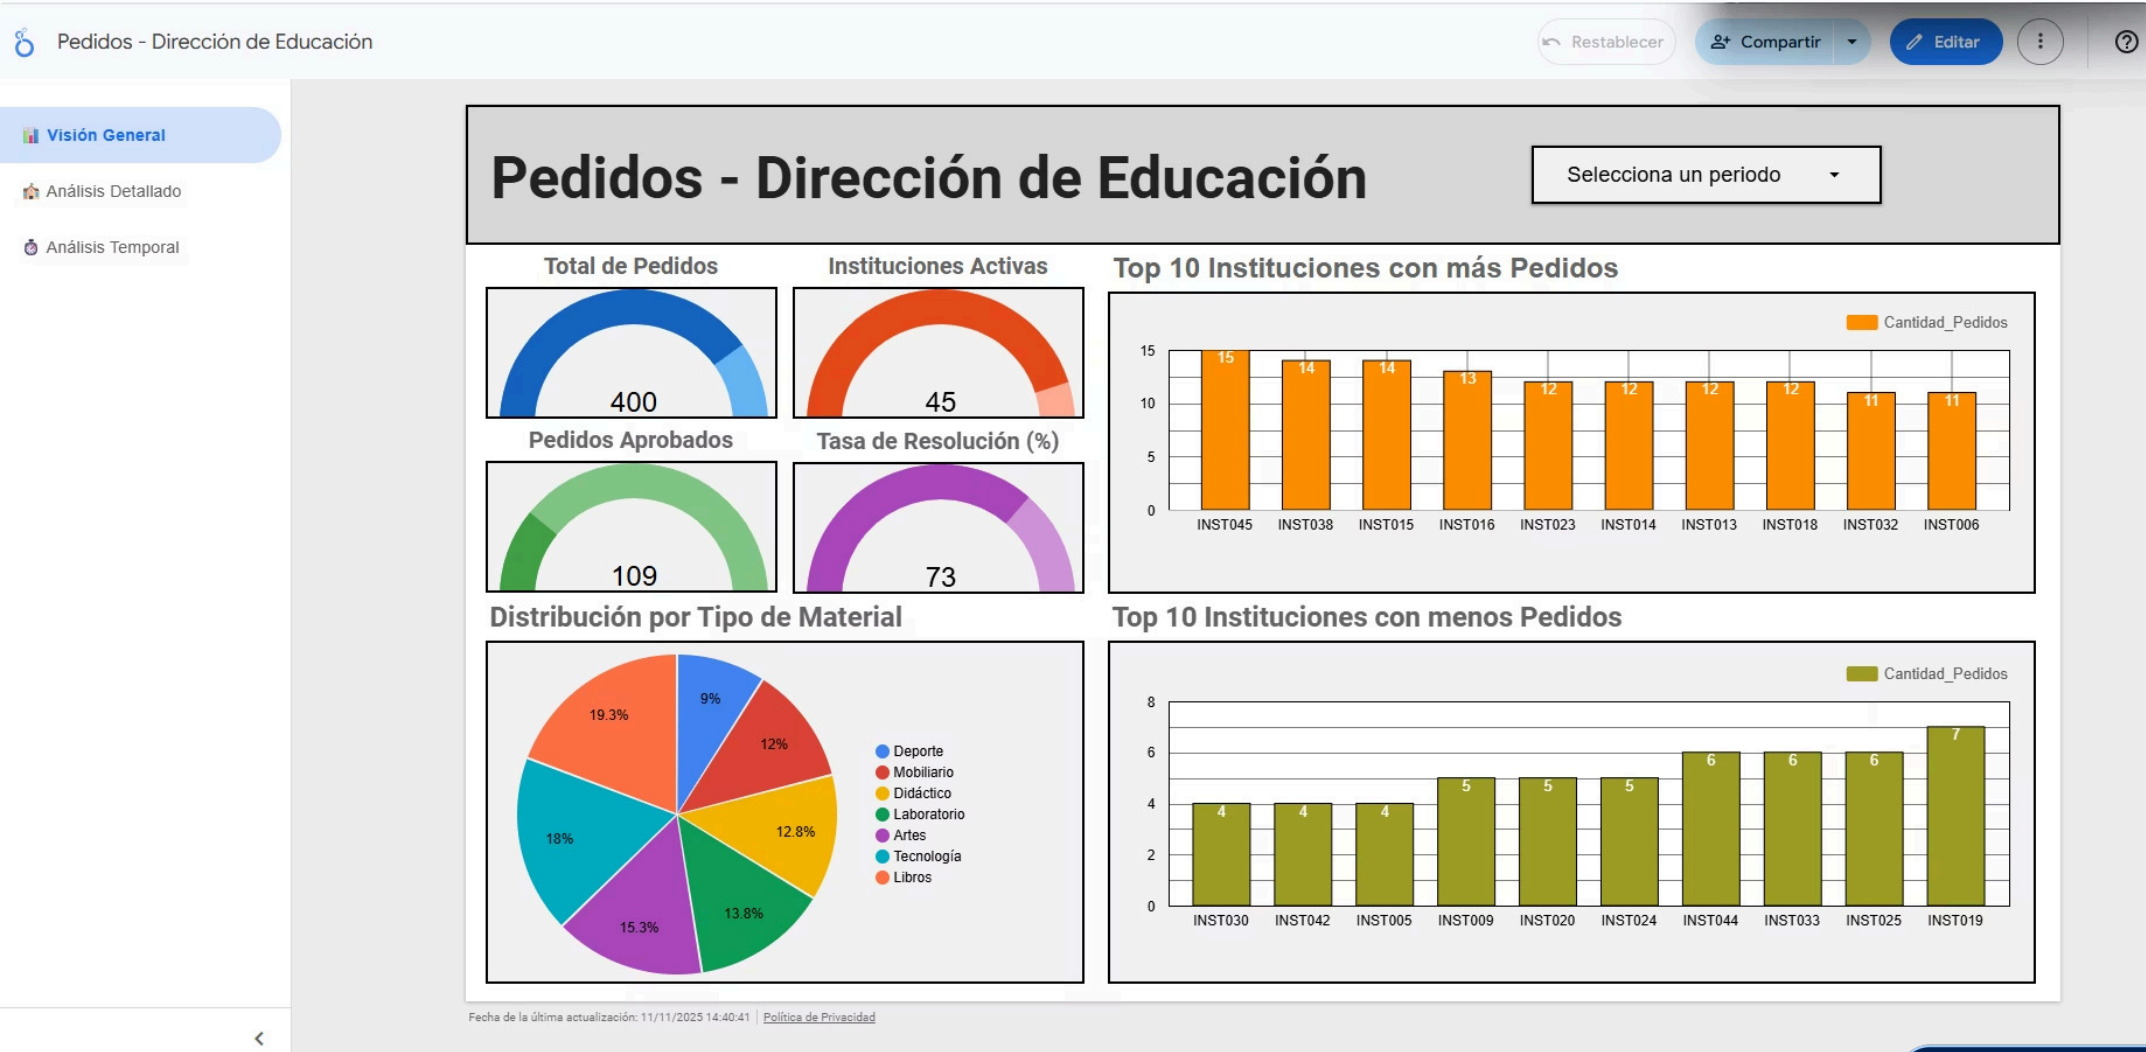 Pedidos - Dirección de Educación
Restablecer
Compartir
Editar
Visión General
Análisis Detallado
Análisis Temporal
Pedidos - Dirección de Educación
Selecciona un periodo
Total de Pedidos
400
Instituciones Activas
45
Pedidos Aprobados
109
Tasa de Resolución (%)
73
Top 10 Instituciones con más Pedidos
Cantidad_Pedidos
15
10
5
0
15 14 14 13 12 12 12 12 11 11
INST045 INST038 INST015 INST016 INST023 INST014 INST013 INST018 INST032 INST006
Distribución por Tipo de Material
9%
12%
12.8%
13.8%
15.3%
18%
19.3%
Deporte
Mobiliario
Didáctico
Laboratorio
Artes
Tecnología
Libros
Top 10 Instituciones con menos Pedidos
Cantidad_Pedidos
8
6
4
2
0
4 4 4 5 5 5 6 6 6 7
INST030 INST042 INST005 INST009 INST020 INST024 INST044 INST033 INST025 INST019
Fecha de la última actualización: 11/11/2025 14:40:41 Política de Privacidad